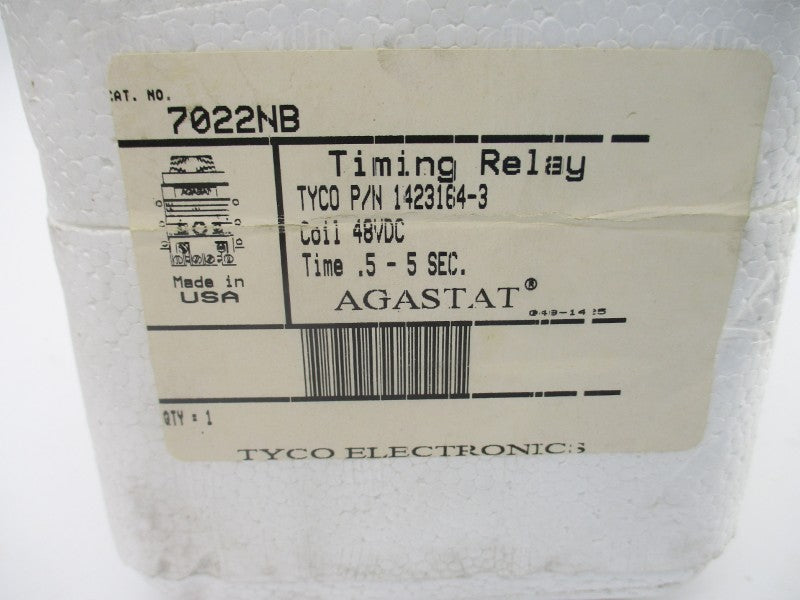 CAT. NO.
7022NB
Timing Relay
AGASTAT
TYCO P/N 1423164-3
Coil 48VDC
Time .5 - 5 SEC.
Made in
USA
AGASTAT®
QTY = 1
TYCO ELECTRONICS